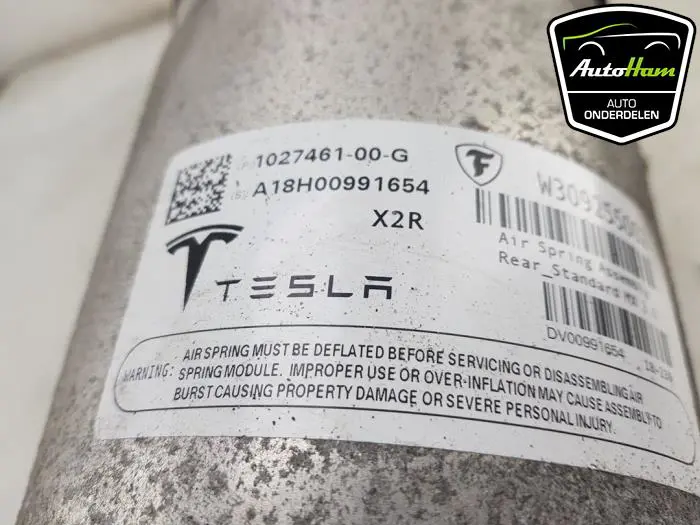 AutoHam
AUTO
ONDERDELEN
(P)1027461-00-G
(S) A18H00991654
X2R
TESLA
Air Spring
Rear_Standard
DV00991654
WARNING:
AIR SPRING MUST BE DEFLATED BEFORE SERVICING OR DISASSEMBLING AIR
SPRING MODULE. IMPROPER USE OR OVER-INFLATION MAY CAUSE ASSEMBLY TO
BURST CAUSING PROPERTY DAMAGE OR SEVERE PERSONAL INJURY.